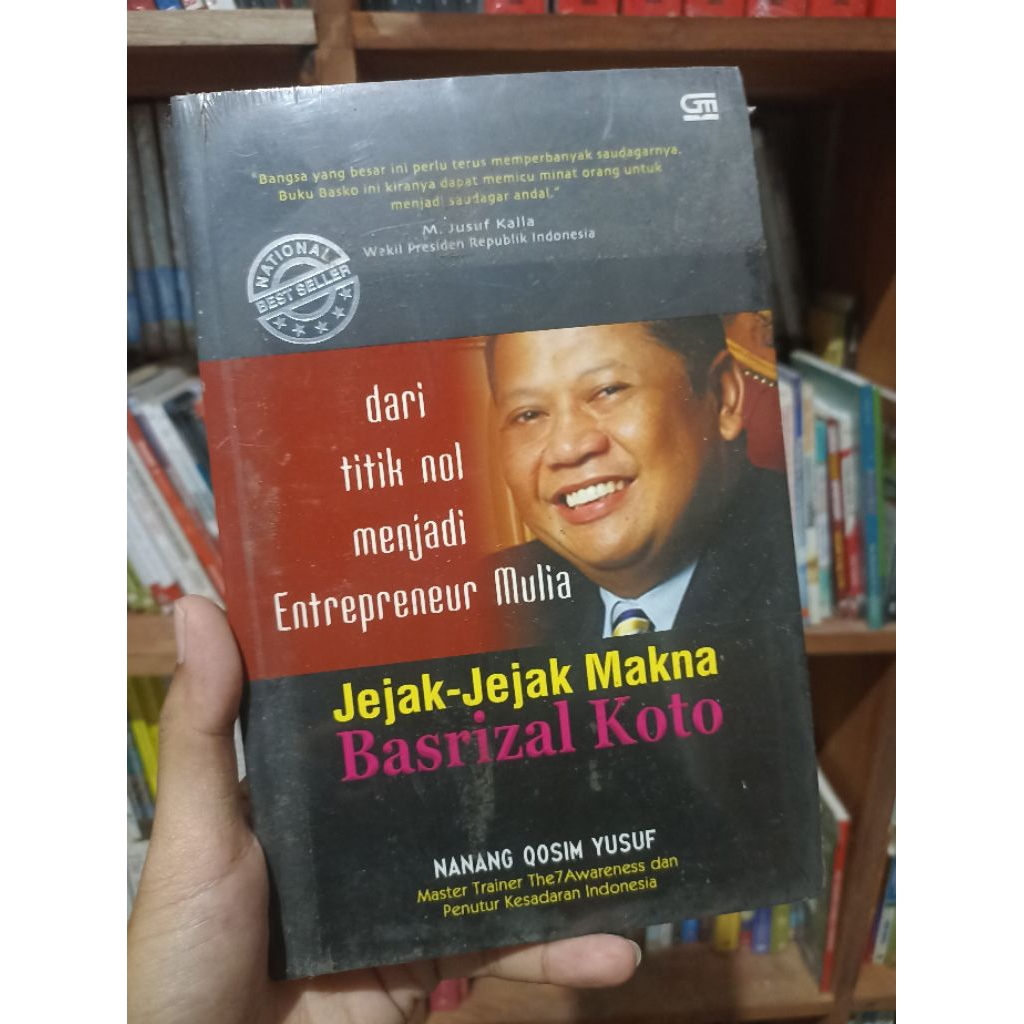 "Bangsa yang besar ini perlu terus memperbanyak saudagarnya.
Buku Basko ini kiranya dapat memicu minat orang untuk
menjadi saudagar andal."
M. Jusuf Kalla
Wakil Presiden Republik Indonesia
NATIONAL
BEST SELLER
dari
titik nol
menjadi
Entrepreneur Mulia
Jejak-Jejak Makna
Basrizal Koto
NANANG QOSIM YUSUF
Master Trainer The7Awareness dan
Penutur Kesadaran Indonesia